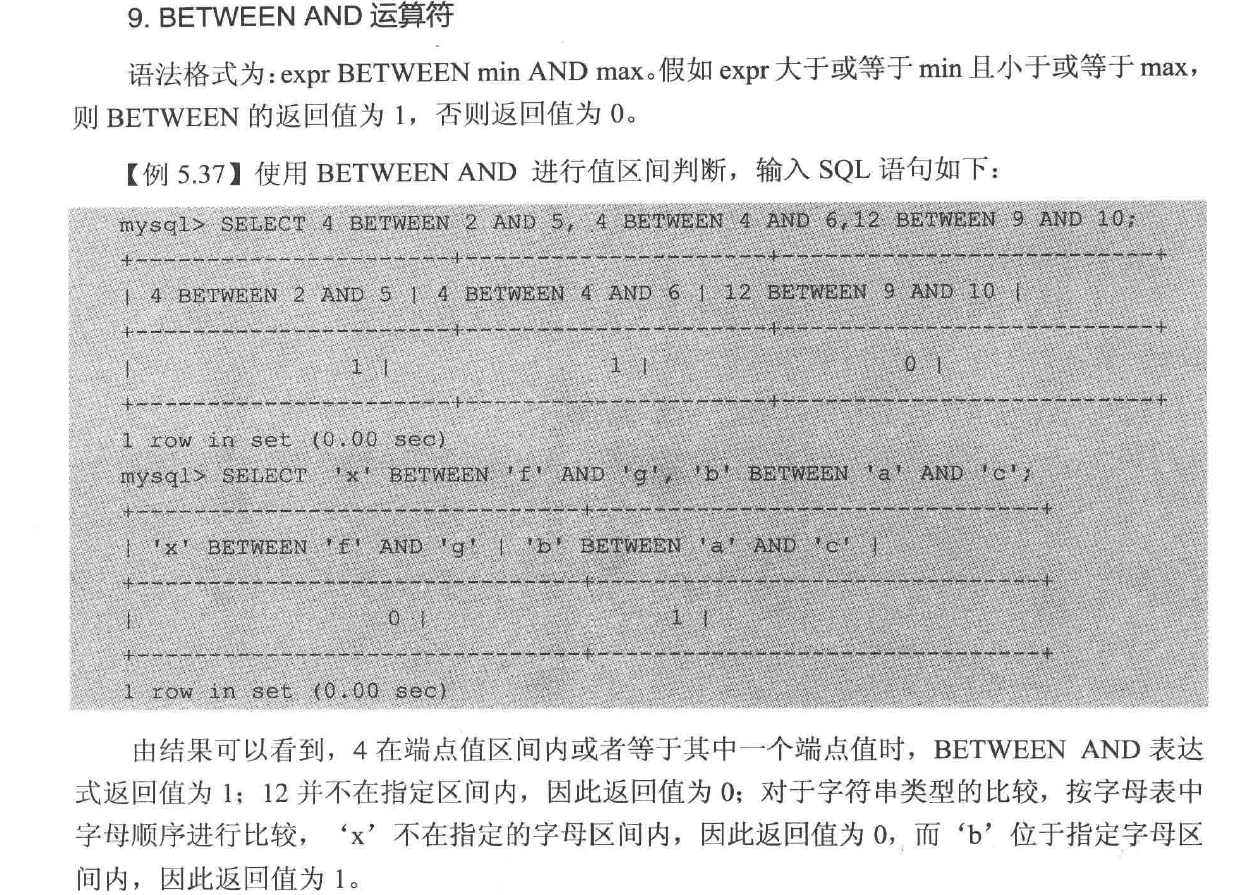 9. BETWEEN AND 运算符
语法格式为：expr BETWEEN min AND max。假如 expr 大于或等于 min 且小于或等于 max，
则 BETWEEN 的返回值为 1，否则返回值为 0。
【例 5.37】使用 BETWEEN AND 进行值区间判断，输入 SQL 语句如下：
mysql> SELECT 4 BETWEEN 2 AND 5, 4 BETWEEN 4 AND 6,12 BETWEEN 9 AND 10;
+----------------------+---------------------+--------------------------+
| 4 BETWEEN 2 AND 5 | 4 BETWEEN 4 AND 6 | 12 BETWEEN 9 AND 10 |
+----------------------+---------------------+--------------------------+
| 1 | 1 | 0 |
+----------------------+---------------------+--------------------------+
1 row in set (0.00 sec)
mysql> SELECT 'x' BETWEEN 'f' AND 'g', 'b' BETWEEN 'a' AND 'c';
+-------------------------------+-------------------------------+
| 'x' BETWEEN 'f' AND 'g' | 'b' BETWEEN 'a' AND 'c' |
+-------------------------------+-------------------------------+
| 0 | 1 |
+-------------------------------+-------------------------------+
1 row in set (0.00 sec)
由结果可以看到，4 在端点值区间内或者等于其中一个端点值时，BETWEEN AND 表达
式返回值为 1；12 并不在指定区间内，因此返回值为 0；对于字符串类型的比较，按字母表中
字母顺序进行比较，‘x’不在指定的字母区间内，因此返回值为 0，而‘b’位于指定字母区
间内，因此返回值为 1。